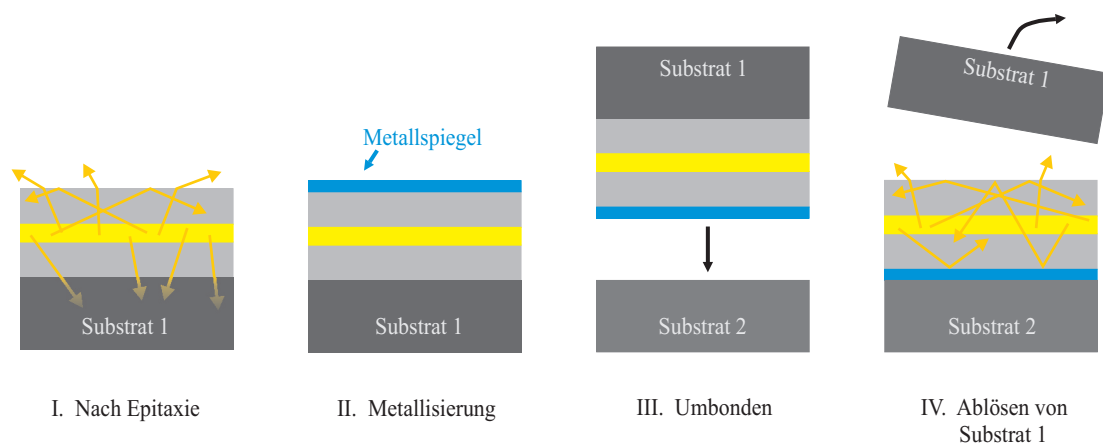 Substrat 1
I. Nach Epitaxie
Metallspiegel
Substrat 1
II. Metallisierung
Substrat 1
Substrat 2
III. Umbonden
Substrat 1
Substrat 2
IV. Ablösen von
Substrat 1